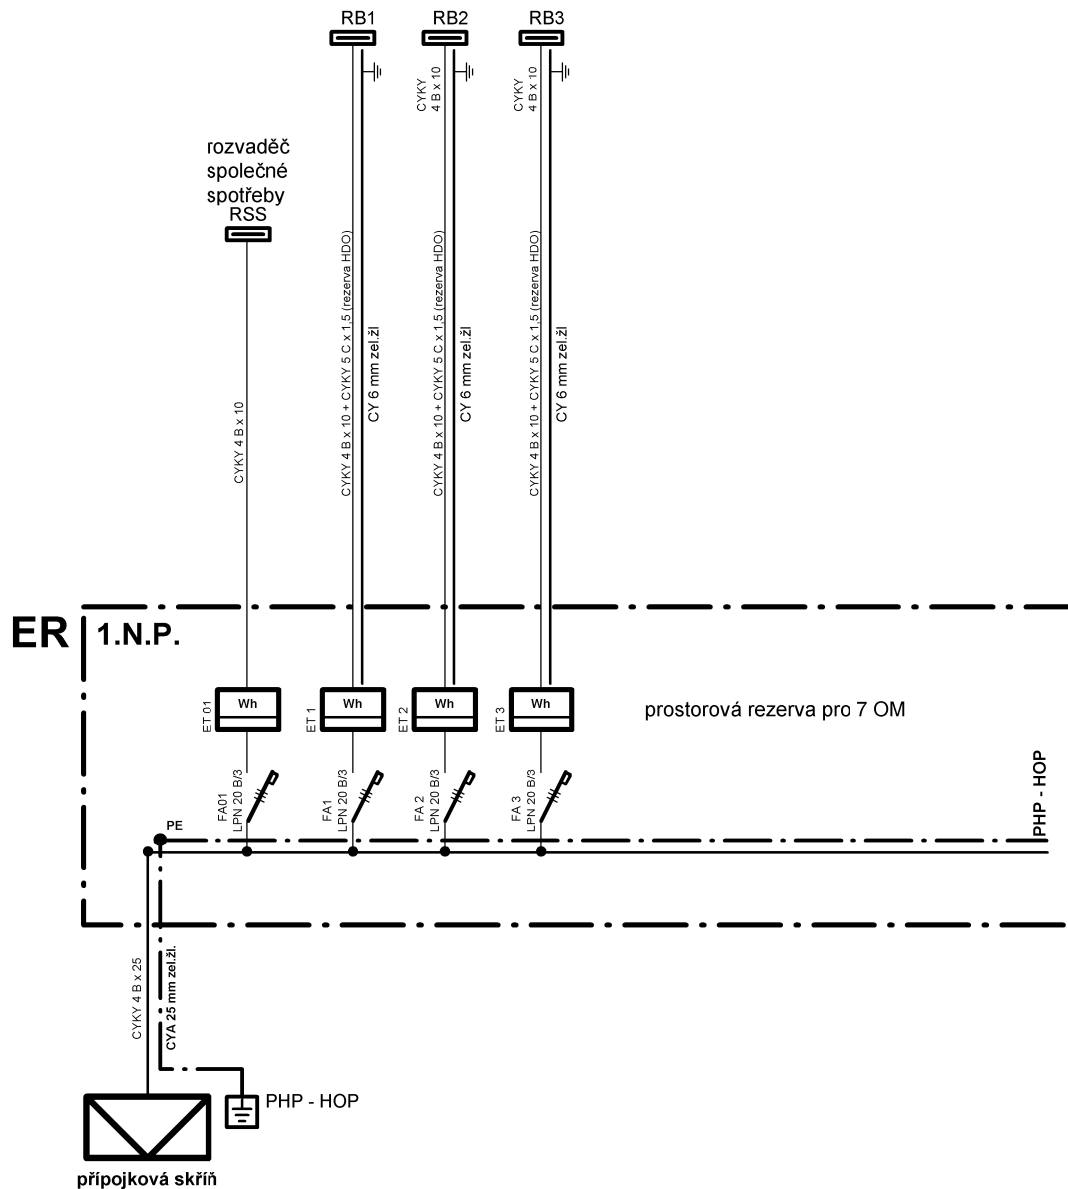 RB1
RB2
RB3
CYKY
4 B x 10
CYKY
4 B x 10
rozvaděč
společné
spotřeby
RSS
CYKY 4 B x 10
CYKY 4 B x 10 + CYKY 5 C x 1,5 (rezerva HDO)
CY 6 mm zel.žl
CYKY 4 B x 10 + CYKY 5 C x 1,5 (rezerva HDO)
CY 6 mm zel.žl
CYKY 4 B x 10 + CYKY 5 C x 1,5 (rezerva HDO)
CY 6 mm zel.žl
ER
1.N.P.
ET 01
Wh
ET 1
Wh
ET 2
Wh
ET 3
Wh
prostorová rezerva pro 7 OM
FA01
LPN 20 B/3
FA1
LPN 20 B/3
FA 2
LPN 20 B/3
FA 3
LPN 20 B/3
PHP - HOP
PE
CYKY 4 B x 25
CYA 25 mm zel.žl.
PHP - HOP
přípojková skříň